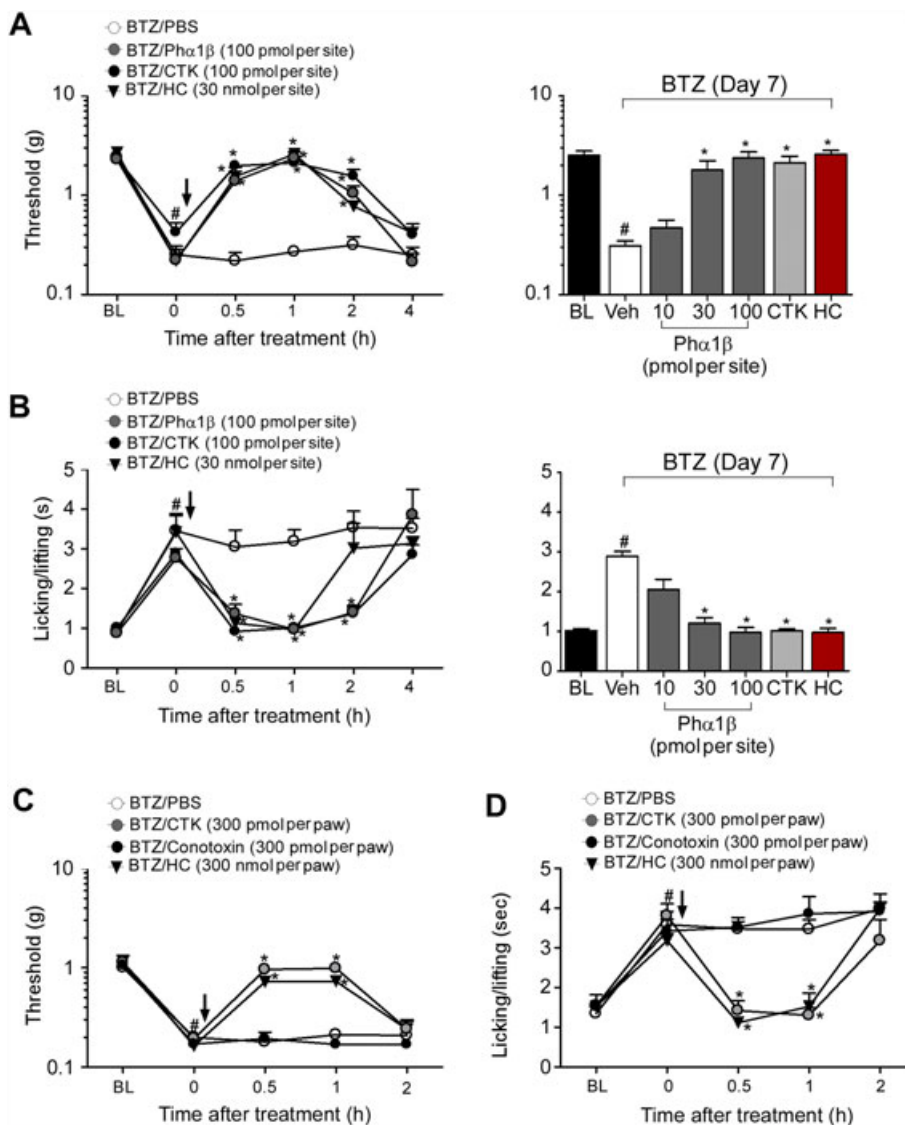 A
BTZ/PBS
BTZ/Phα1β (100 pmol per site)
BTZ/CTK (100 pmol per site)
BTZ/HC (30 nmol per site)
Threshold (g)
10
1
0.1
#
* * * * * * * * *
BL 0 0.5 1 2 4
Time after treatment (h)
BTZ (Day 7)
10
1
0.1
#
* * * *
BL Veh 10 30 100 CTK HC
Phα1β
(pmol per site)
B
BTZ/PBS
BTZ/Phα1β (100 pmol per site)
BTZ/CTK (100 pmol per site)
BTZ/HC (30 nmol per site)
Licking/lifting (s)
5
4
3
2
1
0
#
* * * * * * * *
BL 0 0.5 1 2 4
Time after treatment (h)
BTZ (Day 7)
5
4
3
2
1
0
#
* * * *
BL Veh 10 30 100 CTK HC
Phα1β
(pmol per site)
C
BTZ/PBS
BTZ/CTK (300 pmol per paw)
BTZ/Conotoxin (300 pmol per paw)
BTZ/HC (300 nmol per paw)
Threshold (g)
10
1
0.1
#
* * * *
BL 0 0.5 1 2
Time after treatment (h)
D
BTZ/PBS
BTZ/CTK (300 pmol per paw)
BTZ/Conotoxin (300 pmol per paw)
BTZ/HC (300 nmol per paw)
Licking/lifting (sec)
5
4
3
2
1
0
#
* * * *
BL 0 0.5 1 2
Time after treatment (h)